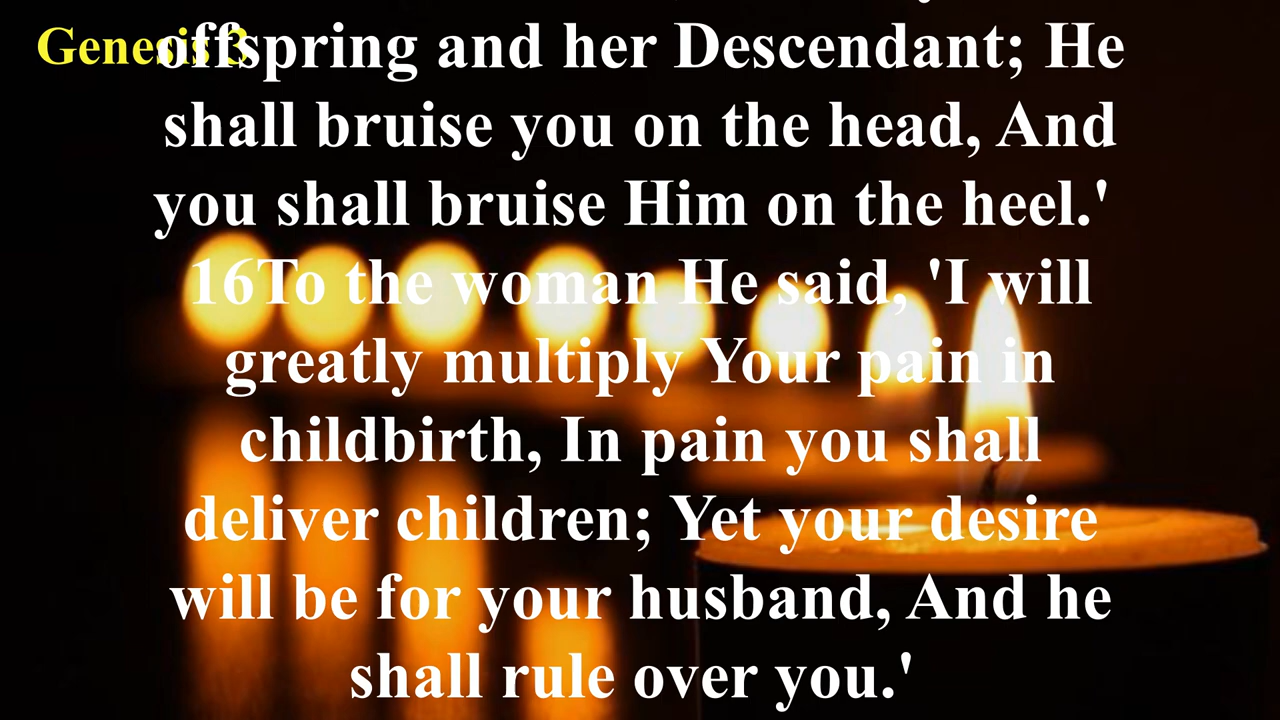 Genesis 3
offspring and her Descendant; He
shall bruise you on the head, And
you shall bruise Him on the heel.'
16To the woman He said, 'I will
greatly multiply Your pain in
childbirth, In pain you shall
deliver children; Yet your desire
will be for your husband, And he
shall rule over you.'